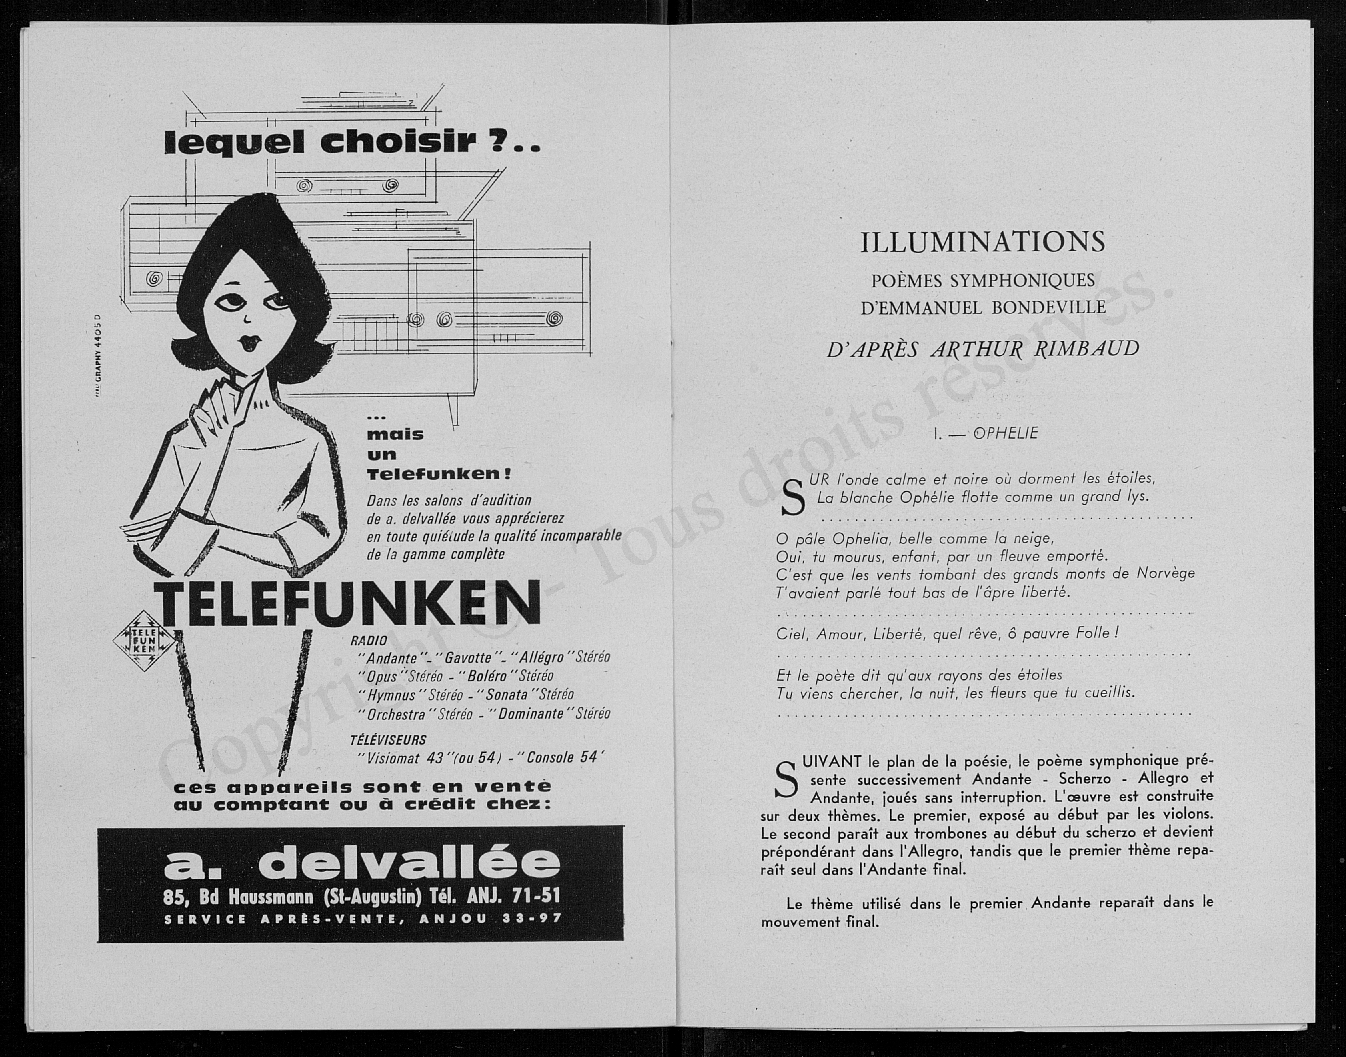 lequel choisir ?..
GRAPHY 4405 D
...
mais
un
Telefunken !
Dans les salons d'audition
de a. delvallée vous apprécierez
en toute quiétude la qualité incomparable
de la gamme complète
TELEFUNKEN
TELE
FUN
KEN
RADIO
"Andante"_ "Gavotte"_ "Allégro" Stéréo
"Opus" Stéréo - "Boléro" Stéréo
"Hymnus" Stéréo - "Sonata" Stéréo
"Orchestra" Stéréo - "Dominante" Stéréo
TÉLÉVISEURS
"Visiomat 43" (ou 54) - "Console 54'
ces appareils sont en vente
au comptant ou à crédit chez :
a. delvallée
85, Bd Haussmann (St-Augustin) Tél. ANJ. 71-51
SERVICE APRÈS-VENTE, ANJOU 33-97
ILLUMINATIONS
POÈMES SYMPHONIQUES
D'EMMANUEL BONDEVILLE
D'APRÈS ARTHUR RIMBAUD
I. — OPHELIE
SUR l'onde calme et noire où dorment les étoiles,
La blanche Ophélie flotte comme un grand lys.
. . . . . . . . . . . . . . . . . . . . . . . . . . . . . . . . . . . . . . . .
O pâle Ophelia, belle comme la neige,
Oui, tu mourus, enfant, par un fleuve emporté.
C'est que les vents tombant des grands monts de Norvège
T'avaient parlé tout bas de l'âpre liberté.
. . . . . . . . . . . . . . . . . . . . . . . . . . . . . . . . . . . . . . . .
Ciel, Amour, Liberté, quel rêve, ô pauvre Folle !
. . . . . . . . . . . . . . . . . . . . . . . . . . . . . . . . . . . . . . . .
Et le poète dit qu'aux rayons des étoiles
Tu viens chercher, la nuit, les fleurs que tu cueillis.
. . . . . . . . . . . . . . . . . . . . . . . . . . . . . . . . . . . . . . . .
SUIVANT le plan de la poésie, le poème symphonique pré-
sente successivement Andante - Scherzo - Allegro et
Andante, joués sans interruption. L'œuvre est construite
sur deux thèmes. Le premier, exposé au début par les violons.
Le second paraît aux trombones au début du scherzo et devient
prépondérant dans l'Allegro, tandis que le premier thème repa-
raît seul dans l'Andante final.
Le thème utilisé dans le premier Andante reparaît dans le
mouvement final.
Copyright © - Tous droits réservés.